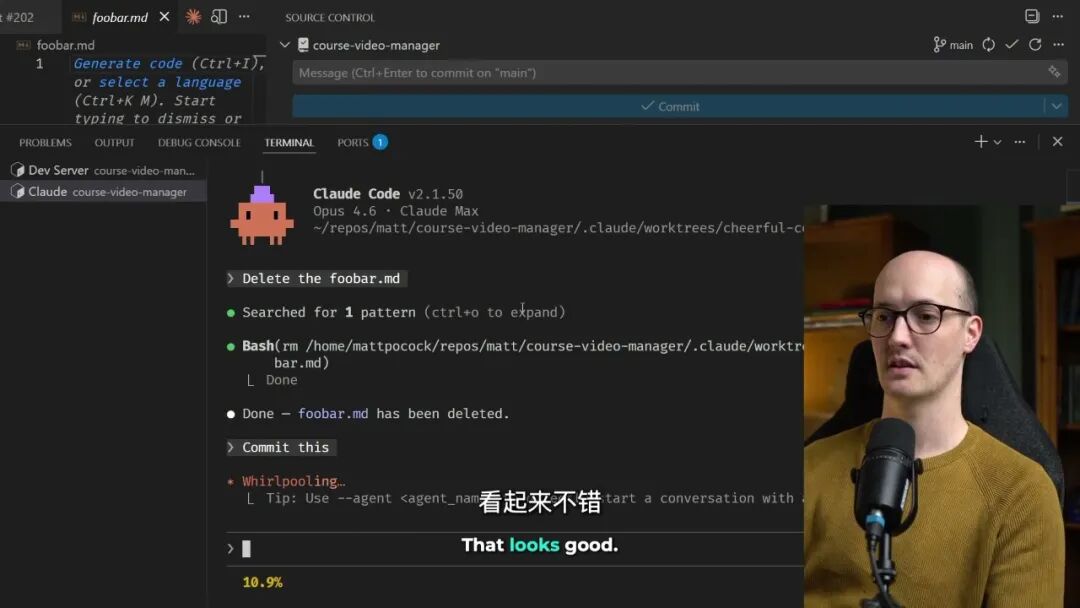 t #202
foobar.md
SOURCE CONTROL
foobar.md
course-video-manager
main
1
Generate code (Ctrl+I),
or select a language
(Ctrl+K M). Start
typing to dismiss or
Message (Ctrl+Enter to commit on "main")
Commit
PROBLEMS
OUTPUT
DEBUG CONSOLE
TERMINAL
PORTS
1
Dev Server course-video-man...
Claude course-video-manager
Claude Code v2.1.50
Opus 4.6 · Claude Max
~/repos/matt/course-video-manager/.claude/worktrees/cheerful-c
❯ Delete the foobar.md
● Searched for 1 pattern (ctrl+o to expand)
● Bash(rm /home/mattpocock/repos/matt/course-video-manager/.claude/worktre
bar.md)
└ Done
● Done — foobar.md has been deleted.
❯ Commit this
* Whirlpooling…
└ Tip: Use --agent <agent_nam start a conversation with
看起来不错
That looks good.
❯
10.9%